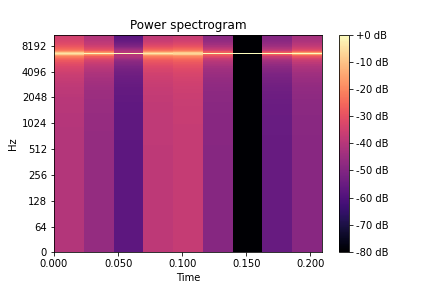 Power spectrogram
8192
4096
2048
1024
512
256
128
64
0
Hz
0.000 0.050 0.100 0.150 0.200
Time
+0 dB
-10 dB
-20 dB
-30 dB
-40 dB
-50 dB
-60 dB
-70 dB
-80 dB